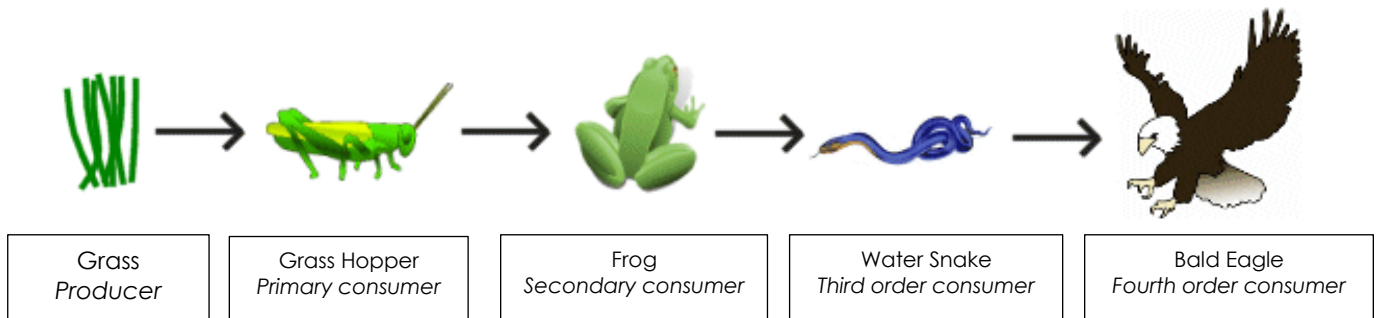 Grass
Producer
Grass Hopper
Primary consumer
Frog
Secondary consumer
Water Snake
Third order consumer
Bald Eagle
Fourth order consumer